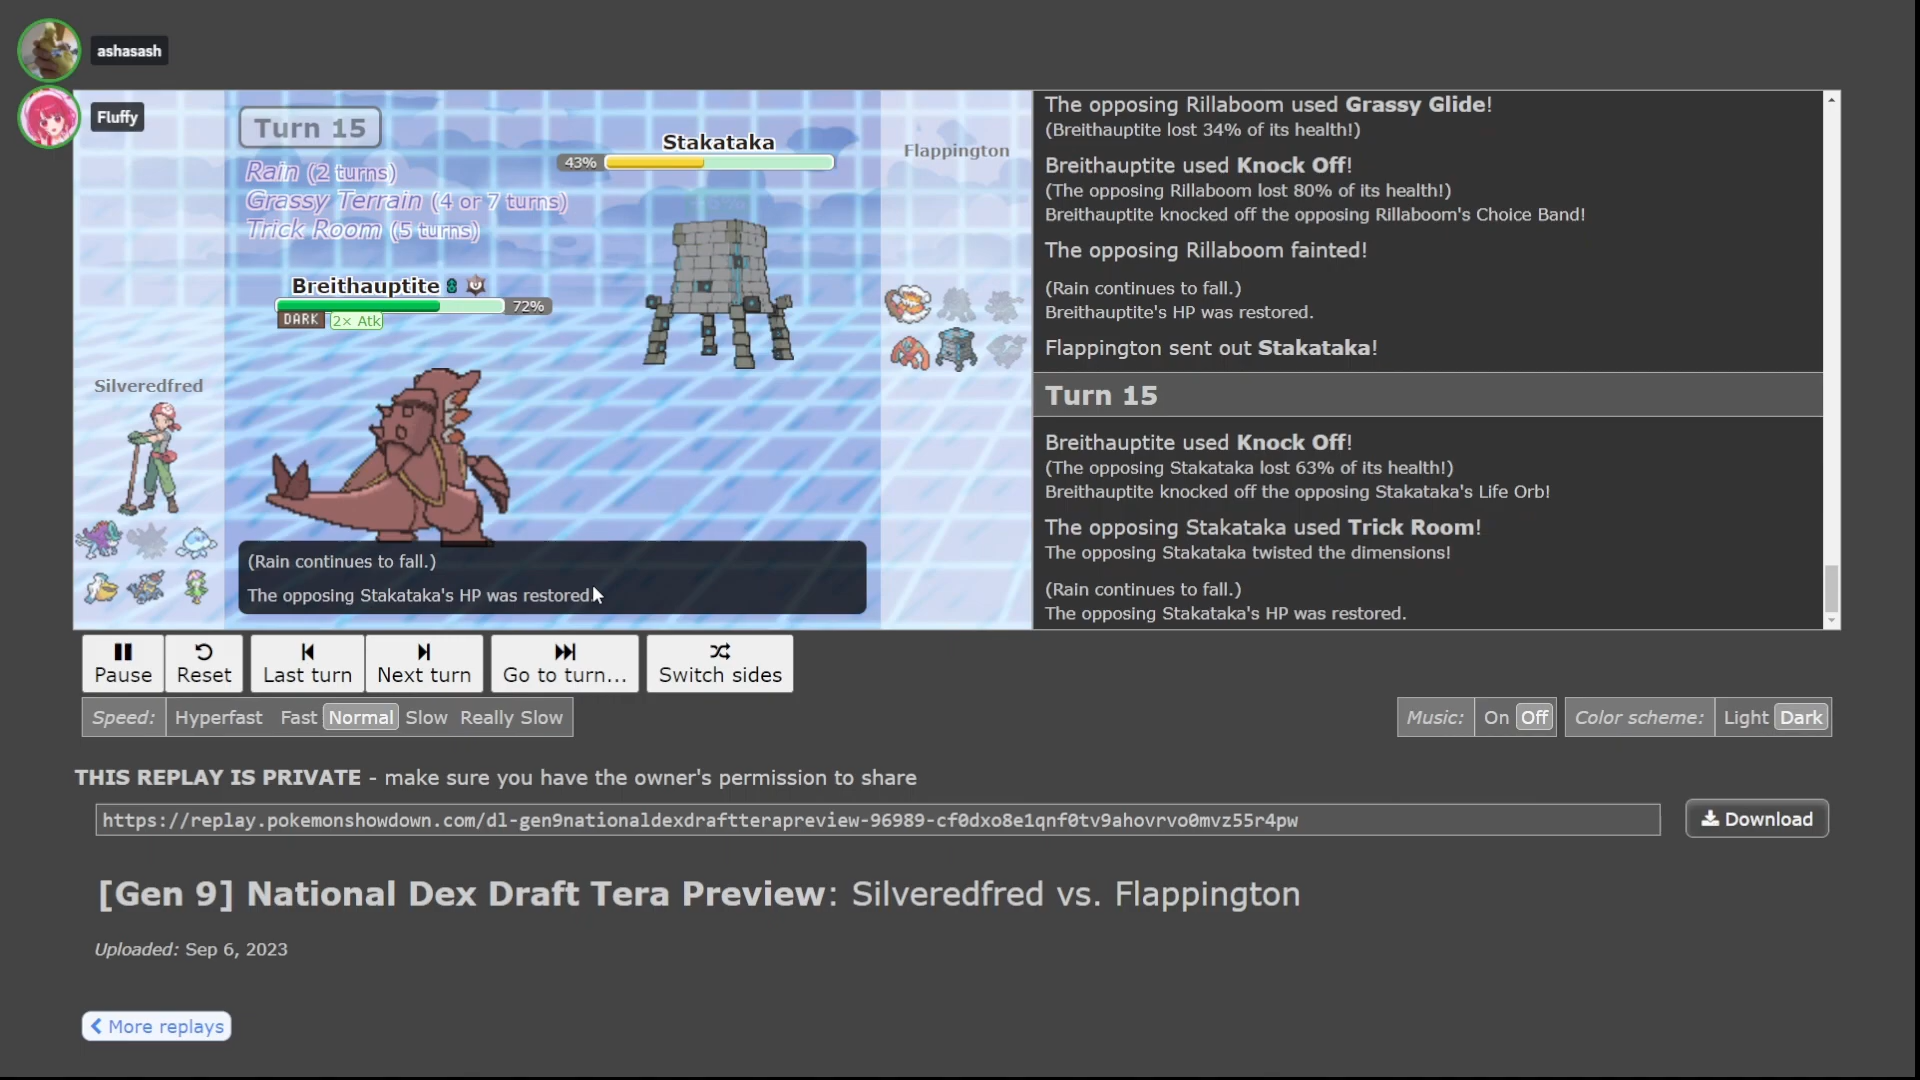 ashasash
Fluffy
Turn 15
Rain (2 turns)
Grassy Terrain (4 or 7 turns)
Trick Room (5 turns)
Stakataka
43%
Breithauptite
72%
DARK 2× Atk
Silveredfred
Flappington
(Rain continues to fall.)
The opposing Stakataka's HP was restored.
The opposing Rillaboom used Grassy Glide!
(Breithauptite lost 34% of its health!)
Breithauptite used Knock Off!
(The opposing Rillaboom lost 80% of its health!)
Breithauptite knocked off the opposing Rillaboom's Choice Band!
The opposing Rillaboom fainted!
(Rain continues to fall.)
Breithauptite's HP was restored.
Flappington sent out Stakataka!
Turn 15
Breithauptite used Knock Off!
(The opposing Stakataka lost 63% of its health!)
Breithauptite knocked off the opposing Stakataka's Life Orb!
The opposing Stakataka used Trick Room!
The opposing Stakataka twisted the dimensions!
(Rain continues to fall.)
The opposing Stakataka's HP was restored.
Pause Reset Last turn Next turn Go to turn... Switch sides
Speed: Hyperfast Fast Normal Slow Really Slow
Music: On Off Color scheme: Light Dark
THIS REPLAY IS PRIVATE - make sure you have the owner's permission to share
https://replay.pokemonshowdown.com/dl-gen9nationaldexdraftterapreview-96989-cf0dxo8e1qnf0tv9ahovrvo0mvz55r4pw
Download
[Gen 9] National Dex Draft Tera Preview: Silveredfred vs. Flappington
Uploaded: Sep 6, 2023
More replays